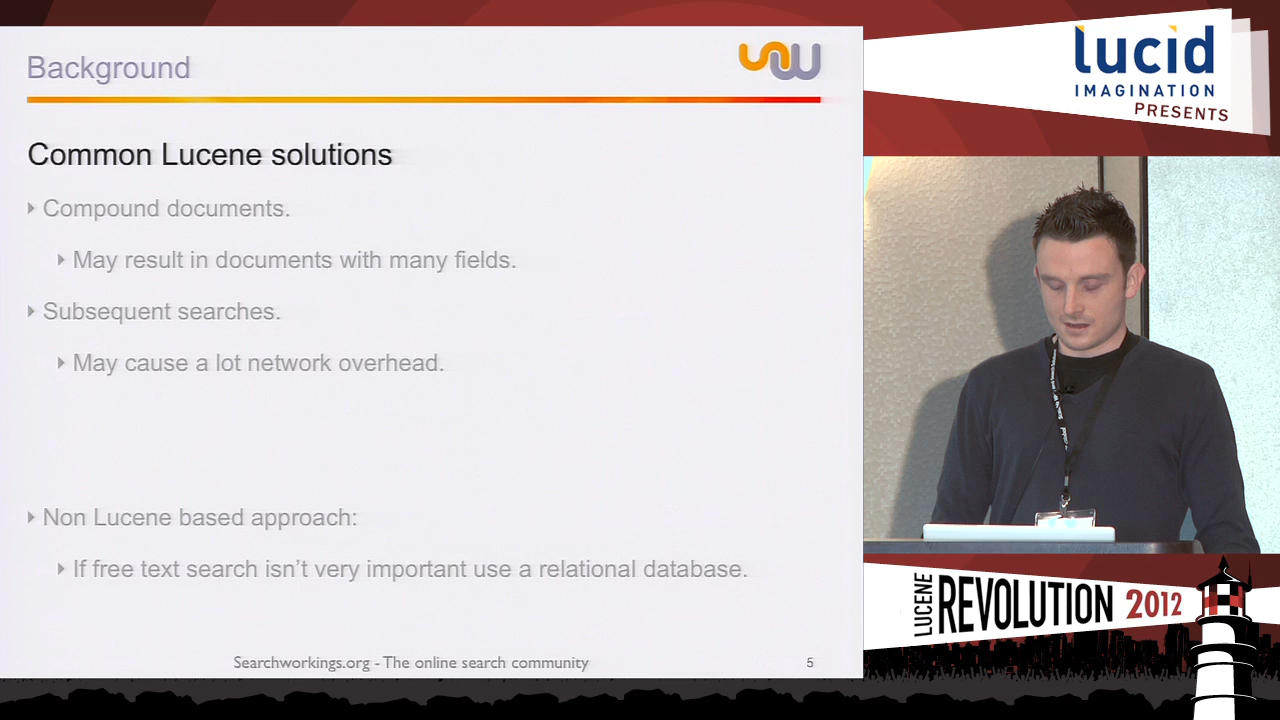 Background
Common Lucene solutions
Compound documents.
May result in documents with many fields.
Subsequent searches.
May cause a lot network overhead.
Non Lucene based approach:
If free text search isn't very important use a relational database.
Searchworkings.org - The online search community
5
lucid
IMAGINATION
PRESENTS
LUCENE
REVOLUTION 2012